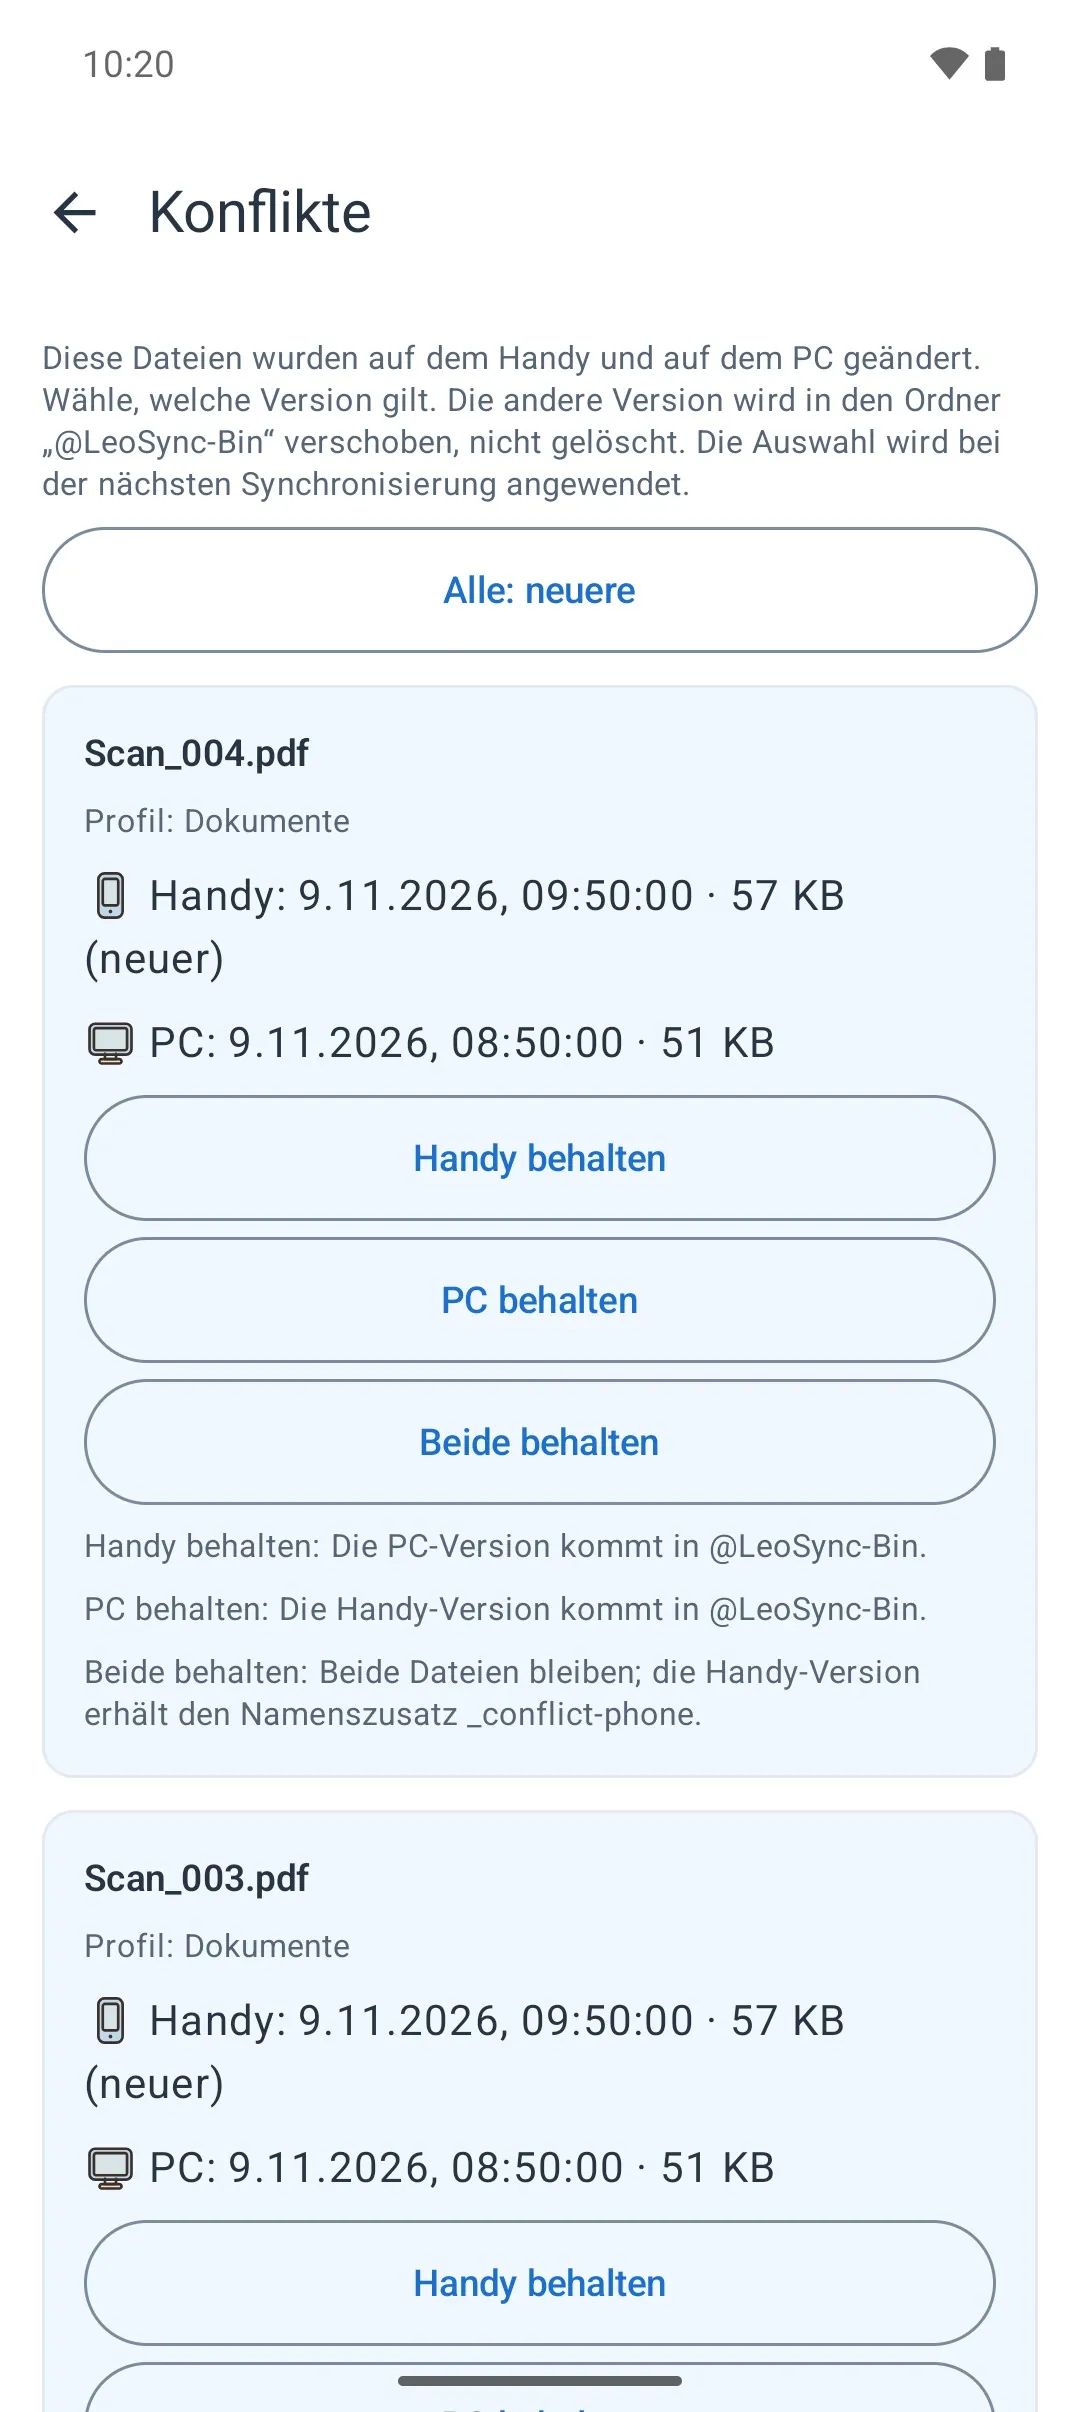 10:20
Konflikte
Diese Dateien wurden auf dem Handy und auf dem PC geändert.
Wähle, welche Version gilt. Die andere Version wird in den Ordner
„@LeoSync-Bin“ verschoben, nicht gelöscht. Die Auswahl wird bei
der nächsten Synchronisierung angewendet.
Alle: neuere
Scan_004.pdf
Profil: Dokumente
Handy: 9.11.2026, 09:50:00 · 57 KB
(neuer)
PC: 9.11.2026, 08:50:00 · 51 KB
Handy behalten
PC behalten
Beide behalten
Handy behalten: Die PC-Version kommt in @LeoSync-Bin.
PC behalten: Die Handy-Version kommt in @LeoSync-Bin.
Beide behalten: Beide Dateien bleiben; die Handy-Version
erhält den Namenszusatz _conflict-phone.
Scan_003.pdf
Profil: Dokumente
Handy: 9.11.2026, 09:50:00 · 57 KB
(neuer)
PC: 9.11.2026, 08:50:00 · 51 KB
Handy behalten